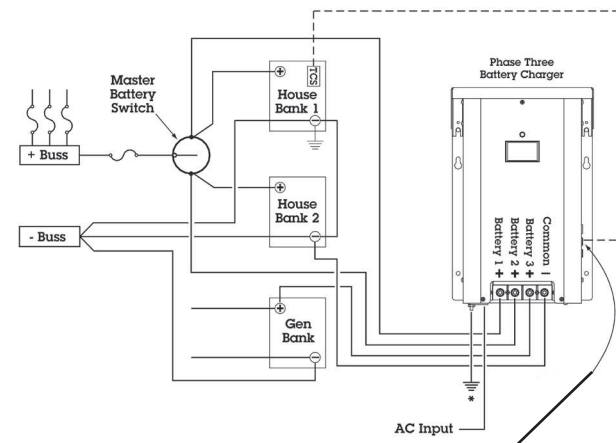 Phase Three
Battery Charger
Master
Battery
Switch
TCS
+
House
Bank 1
−
+ Buss
+
House
Bank 2
−
- Buss
Battery 1 +
Battery 2 +
Battery 3 +
Common −
+
Gen
Bank
−
*
AC Input